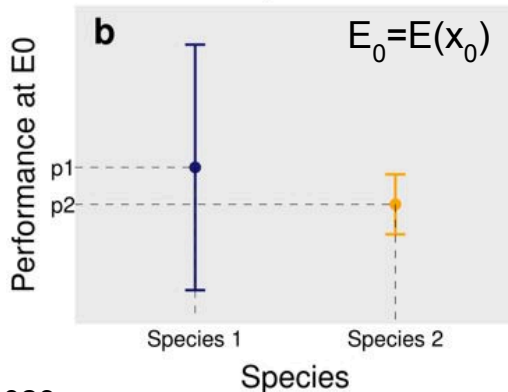 b
E0=E(x0)
Performance at E0
p1
p2
Species 1
Species 2
Species